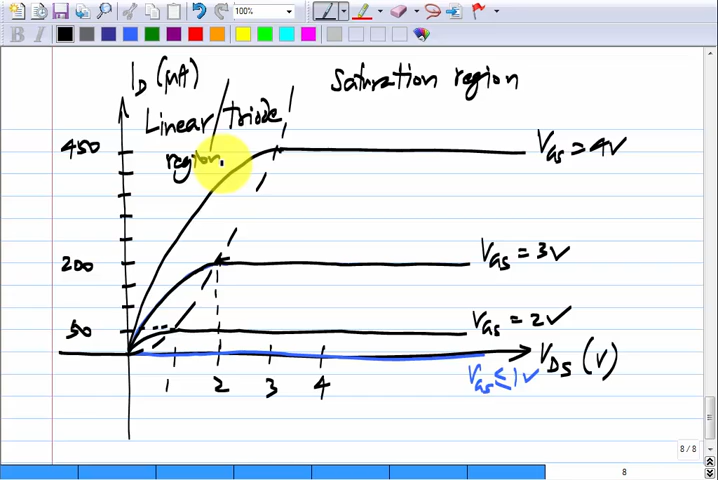 100%
B I
I_D (μA)
Saturation region
Linear/triode
region.
450
V_GS = 4V
200
V_GS = 3V
50
V_GS = 2V
V_DS (V)
V_GS ≤ 1V
1 2 3 4
8/8
8